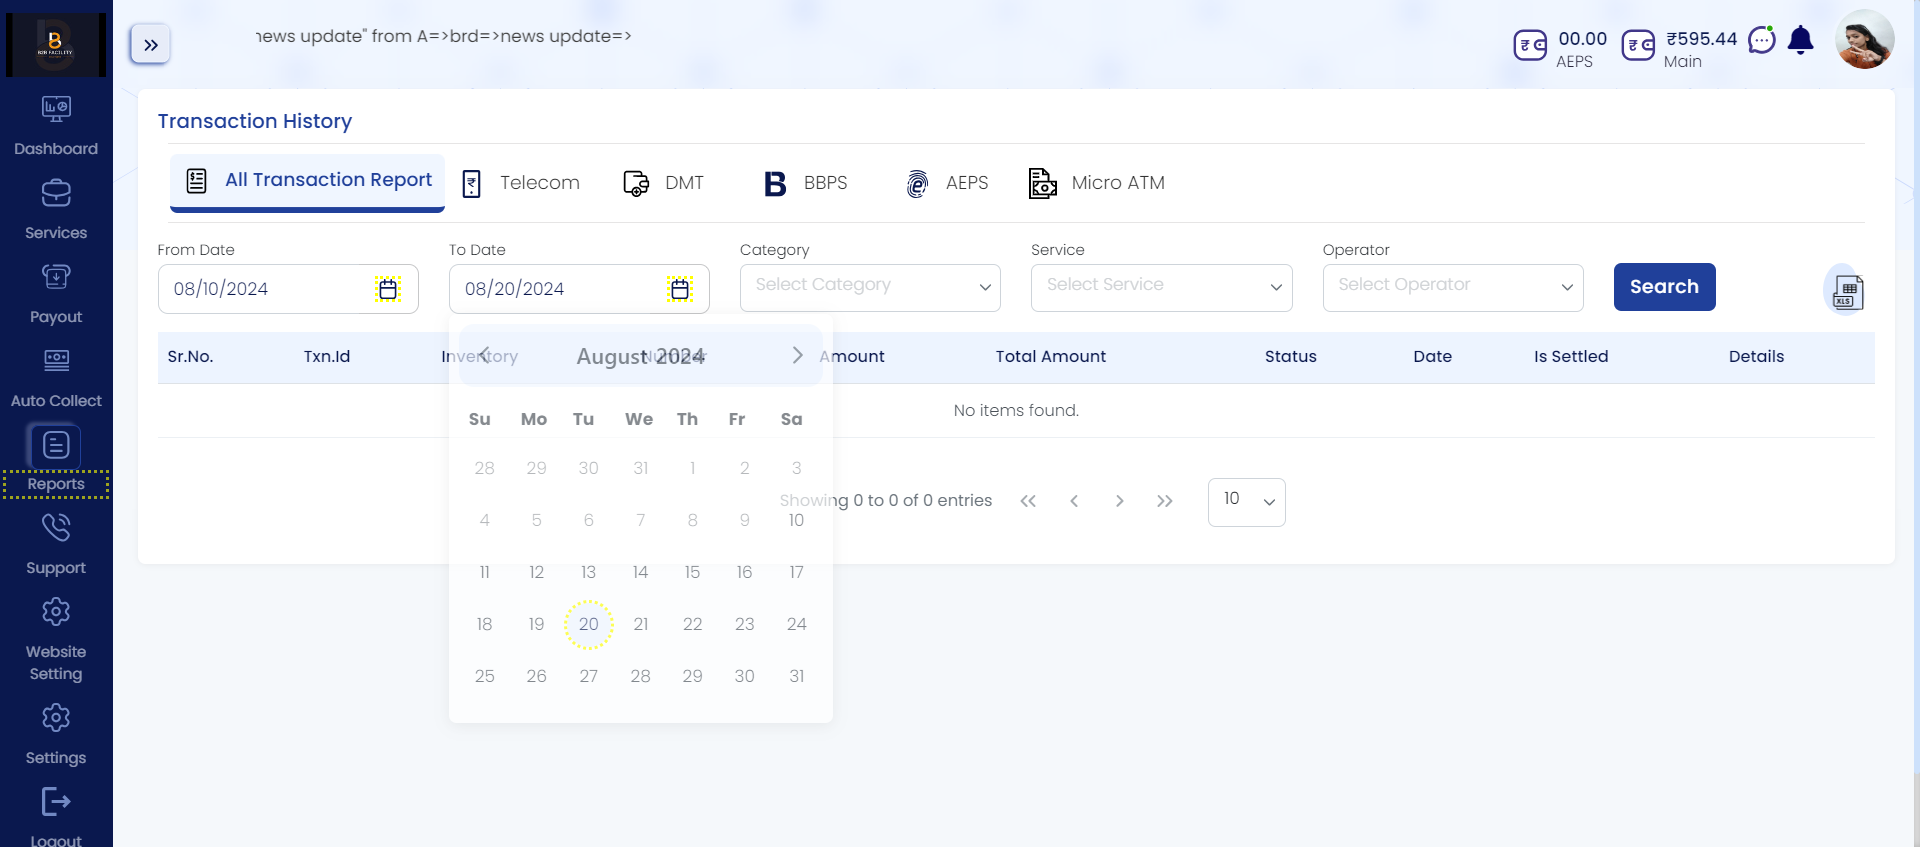 B2B FACILITY
news update" from A=>brd=>news update=>
00.00
AEPS
₹595.44
Main
Dashboard
Services
Payout
Auto Collect
Reports
Support
Website
Setting
Settings
Logout
Transaction History
All Transaction Report
Telecom
DMT
BBPS
AEPS
Micro ATM
From Date
To Date
Category
Service
Operator
08/10/2024
08/20/2024
Select Category
Select Service
Select Operator
Search
XLS
Sr.No.
Txn.Id
Inventory
Number
Amount
Total Amount
Status
Date
Is Settled
Details
No items found.
Showing 0 to 0 of 0 entries
10
August 2024
Su Mo Tu We Th Fr Sa
28 29 30 31 1 2 3
4 5 6 7 8 9 10
11 12 13 14 15 16 17
18 19 20 21 22 23 24
25 26 27 28 29 30 31